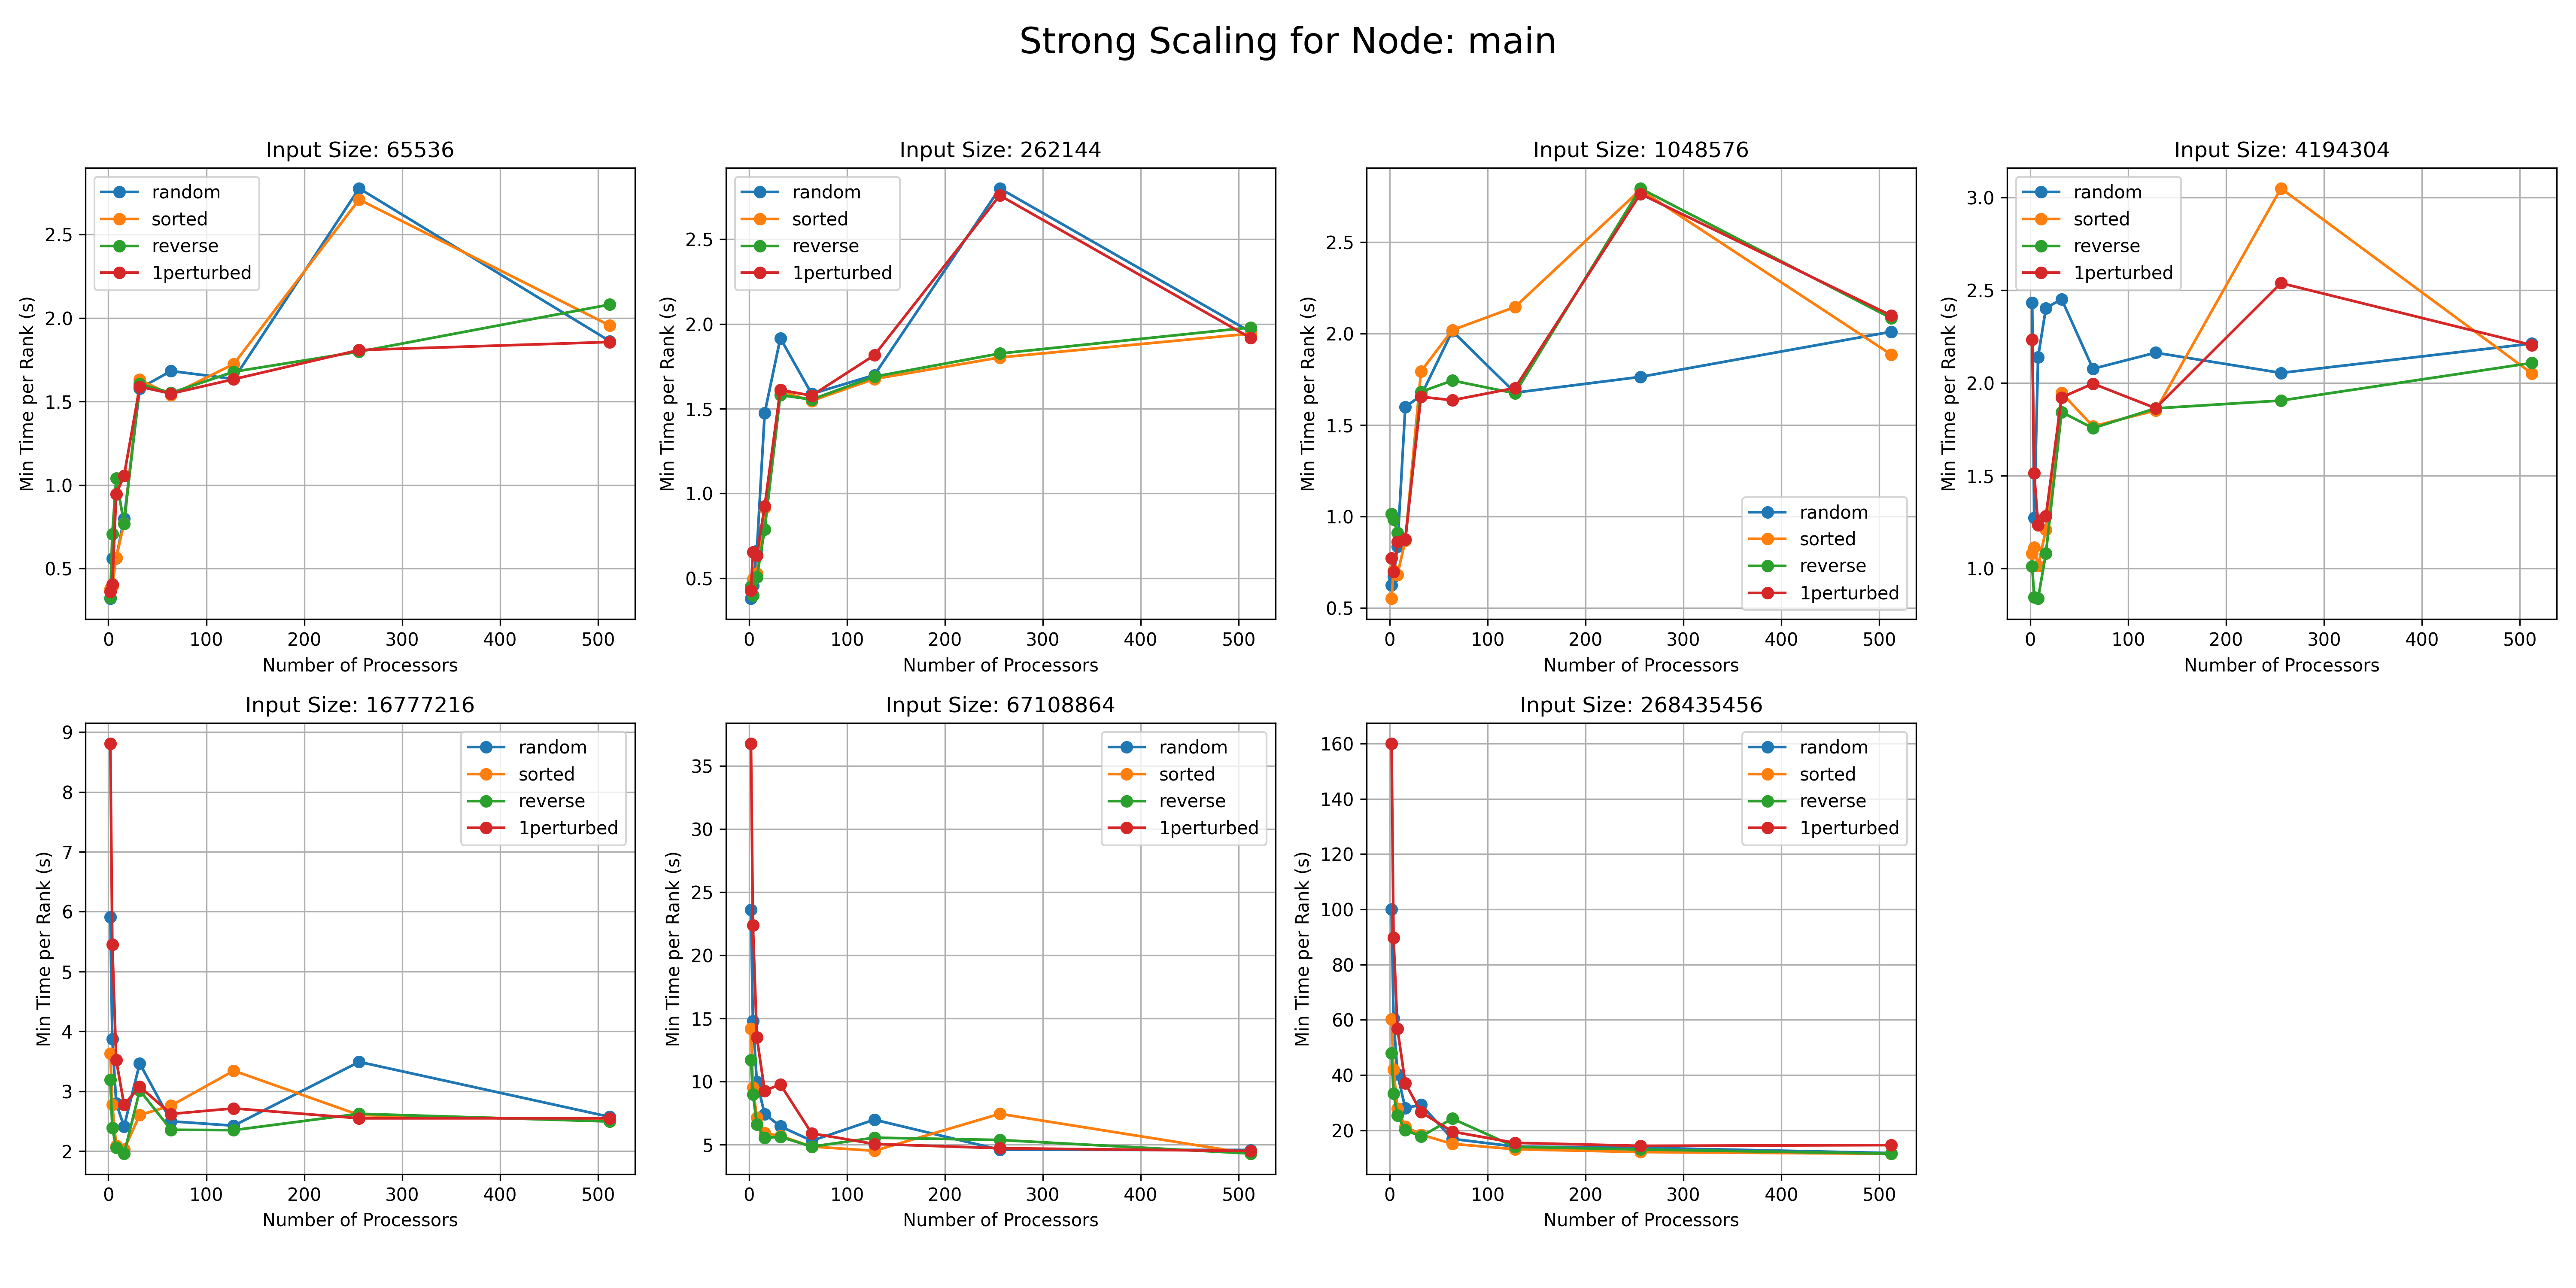 Strong Scaling for Node: main
Input Size: 65536
random
sorted
reverse
1perturbed
Min Time per Rank (s)
2.5
2.0
1.5
1.0
0.5
0 100 200 300 400 500
Number of Processors
Input Size: 262144
random
sorted
reverse
1perturbed
Min Time per Rank (s)
2.5
2.0
1.5
1.0
0.5
0 100 200 300 400 500
Number of Processors
Input Size: 1048576
Min Time per Rank (s)
2.5
2.0
1.5
1.0
0.5
random
sorted
reverse
1perturbed
0 100 200 300 400 500
Number of Processors
Input Size: 4194304
random
sorted
reverse
1perturbed
Min Time per Rank (s)
3.0
2.5
2.0
1.5
1.0
0 100 200 300 400 500
Number of Processors
Input Size: 16777216
random
sorted
reverse
1perturbed
Min Time per Rank (s)
9
8
7
6
5
4
3
2
0 100 200 300 400 500
Number of Processors
Input Size: 67108864
random
sorted
reverse
1perturbed
Min Time per Rank (s)
35
30
25
20
15
10
5
0 100 200 300 400 500
Number of Processors
Input Size: 268435456
random
sorted
reverse
1perturbed
Min Time per Rank (s)
160
140
120
100
80
60
40
20
0 100 200 300 400 500
Number of Processors